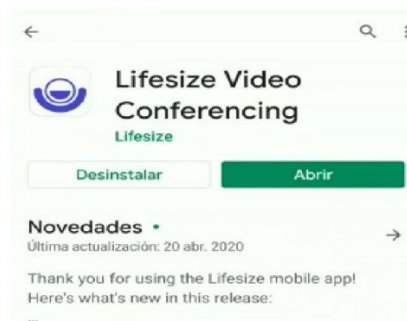 Lifesize Video
Conferencing
Lifesize
Desinstalar
Abrir
Novedades •
Última actualización: 20 abr. 2020
Thank you for using the Lifesize mobile app!
Here's what's new in this release: